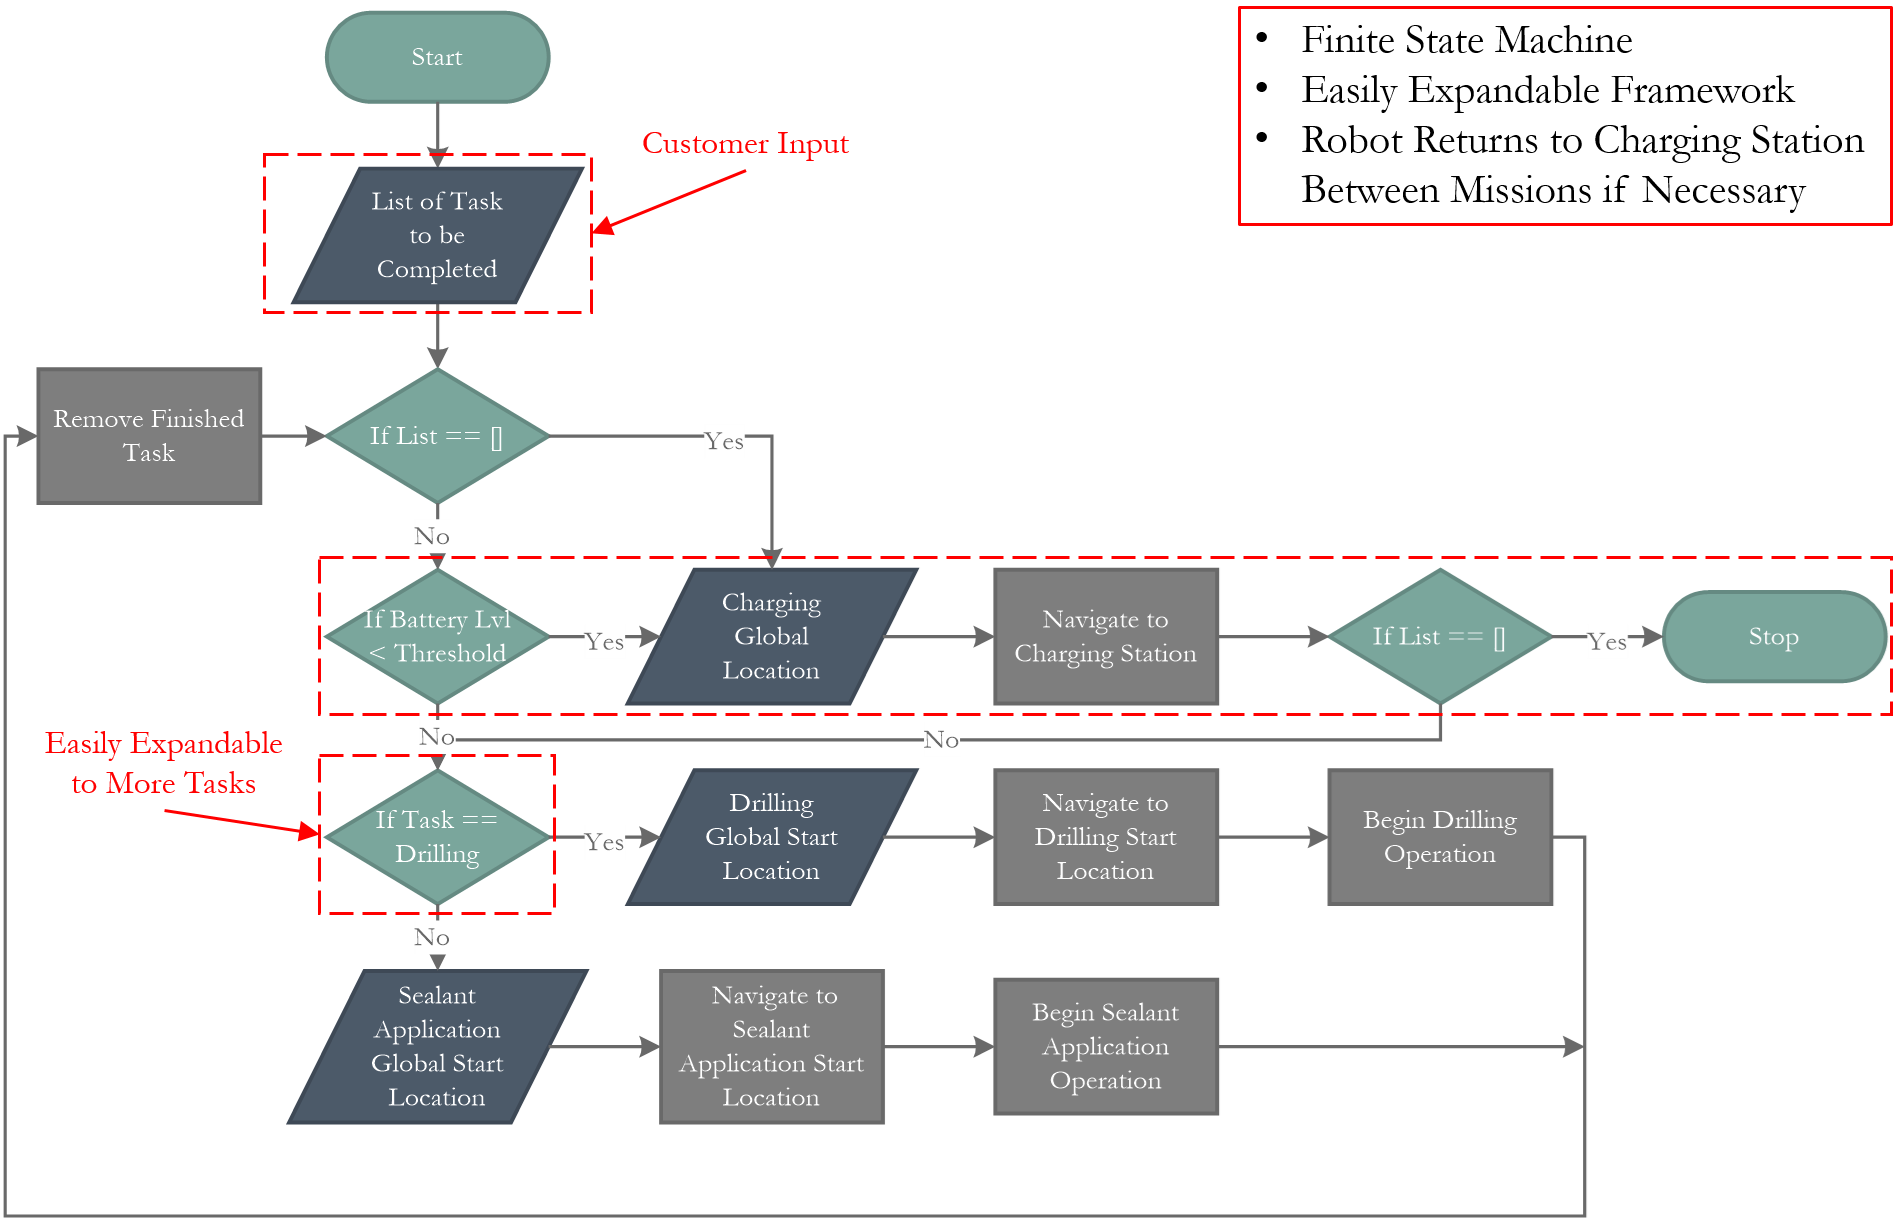 Start
• Finite State Machine
• Easily Expandable Framework
• Robot Returns to Charging Station
Between Missions if Necessary
Customer Input
List of Task
to be
Completed
Remove Finished
Task
If List == []
Yes
No
If Battery Lvl
< Threshold
Yes
Charging
Global
Location
Navigate to
Charging Station
If List == []
Yes
Stop
No
No
Easily Expandable
to More Tasks
If Task ==
Drilling
Yes
Drilling
Global Start
Location
Navigate to
Drilling Start
Location
Begin Drilling
Operation
No
Sealant
Application
Global Start
Location
Navigate to
Sealant
Application Start
Location
Begin Sealant
Application
Operation